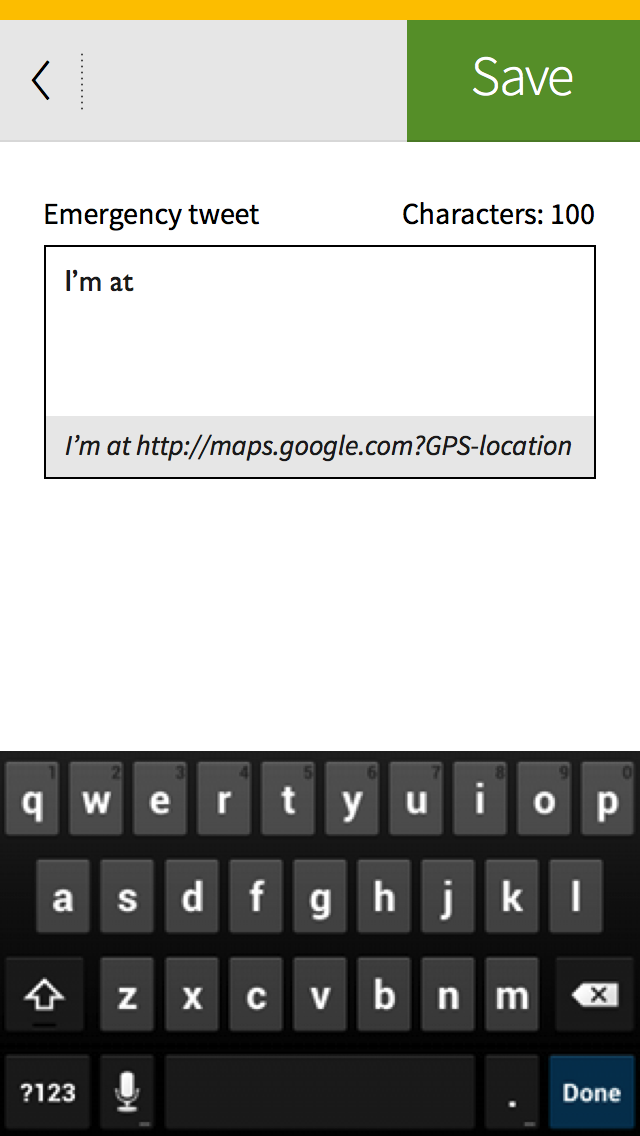 Save
Emergency tweet Characters: 100
I'm at
I'm at http://maps.google.com?GPS-location
1 2 3 4 5 6 7 8 9 0
q w e r t y u i o p
a s d f g h j k l
z x c v b n m
?123 . Done